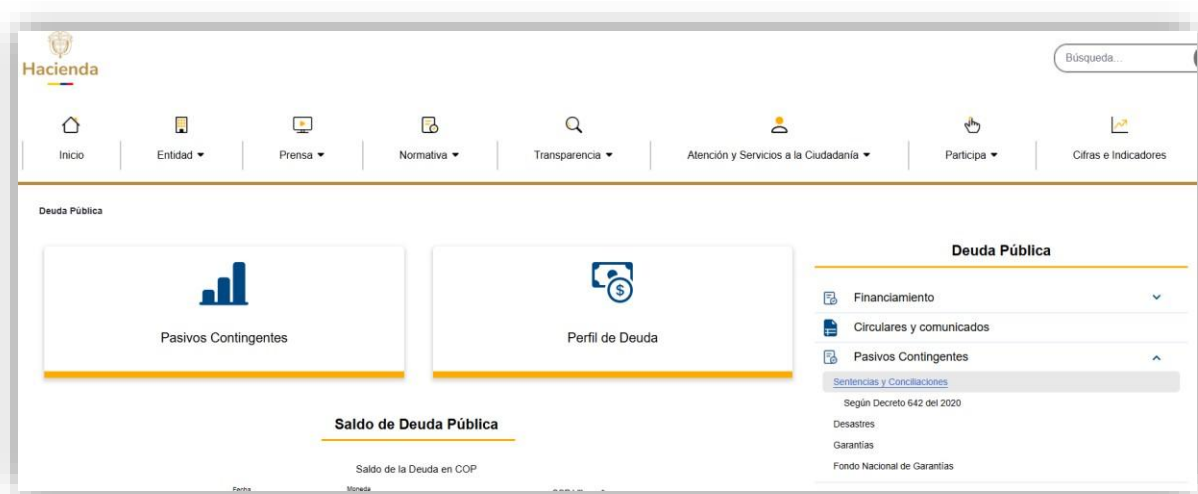 Hacienda
Búsqueda...
Inicio
Entidad
Prensa
Normativa
Transparencia
Atención y Servicios a la Ciudadanía
Participa
Cifras e Indicadores
Deuda Pública
Pasivos Contingentes
Perfil de Deuda
Saldo de Deuda Pública
Saldo de la Deuda en COP
Fecha
Moneda
Deuda Pública
Financiamiento
Circulares y comunicados
Pasivos Contingentes
Sentencias y Conciliaciones
Según Decreto 642 del 2020
Desastres
Garantías
Fondo Nacional de Garantías